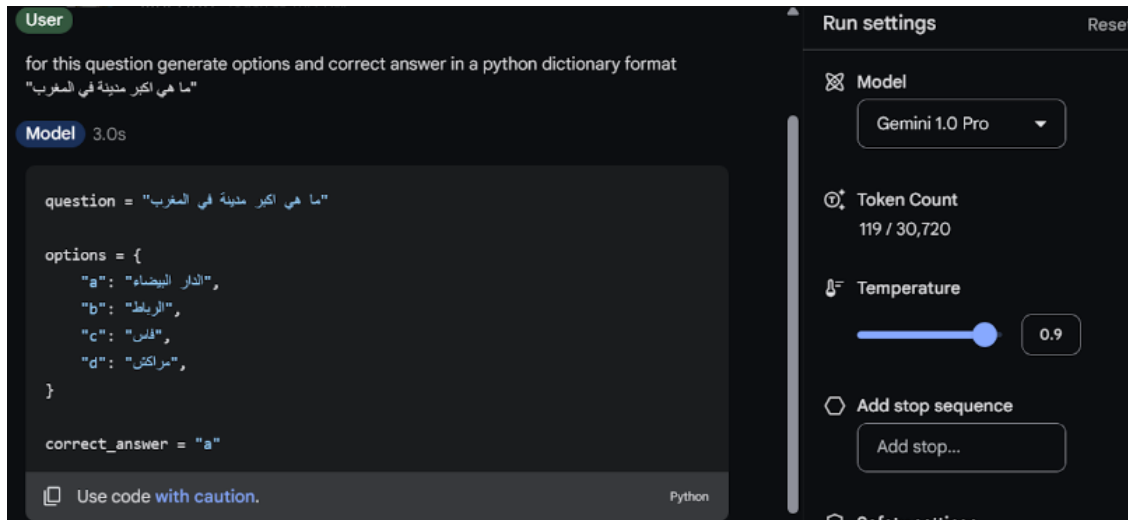 User
for this question generate options and correct answer in a python dictionary format
"ما هي اكبر مدينة في المغرب"
Model 3.0s
question = "ما هي اكبر مدينة في المغرب"
options = {
"a": "الدار البيضاء",
"b": "الرباط",
"c": "فاس",
"d": "مراكش",
}
correct_answer = "a"
Use code with caution.
Python
Run settings
Reset
Model
Gemini 1.0 Pro
Token Count
119 / 30,720
Temperature
0.9
Add stop sequence
Add stop...